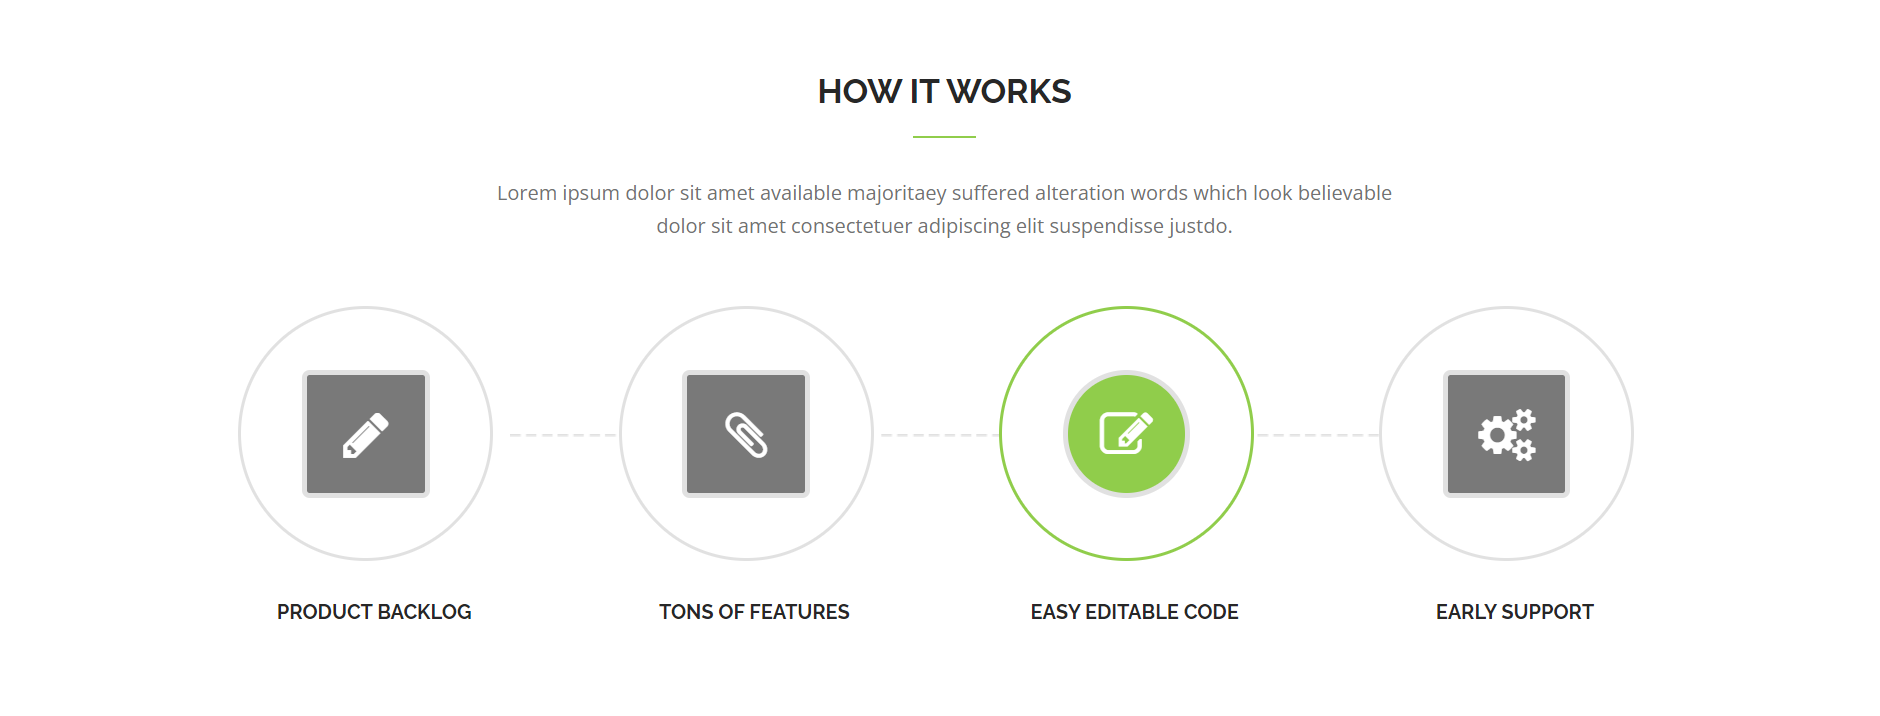 HOW IT WORKS
Lorem ipsum dolor sit amet available majoritaey suffered alteration words which look believable
dolor sit amet consectetuer adipiscing elit suspendisse justdo.
PRODUCT BACKLOG
TONS OF FEATURES
EASY EDITABLE CODE
EARLY SUPPORT